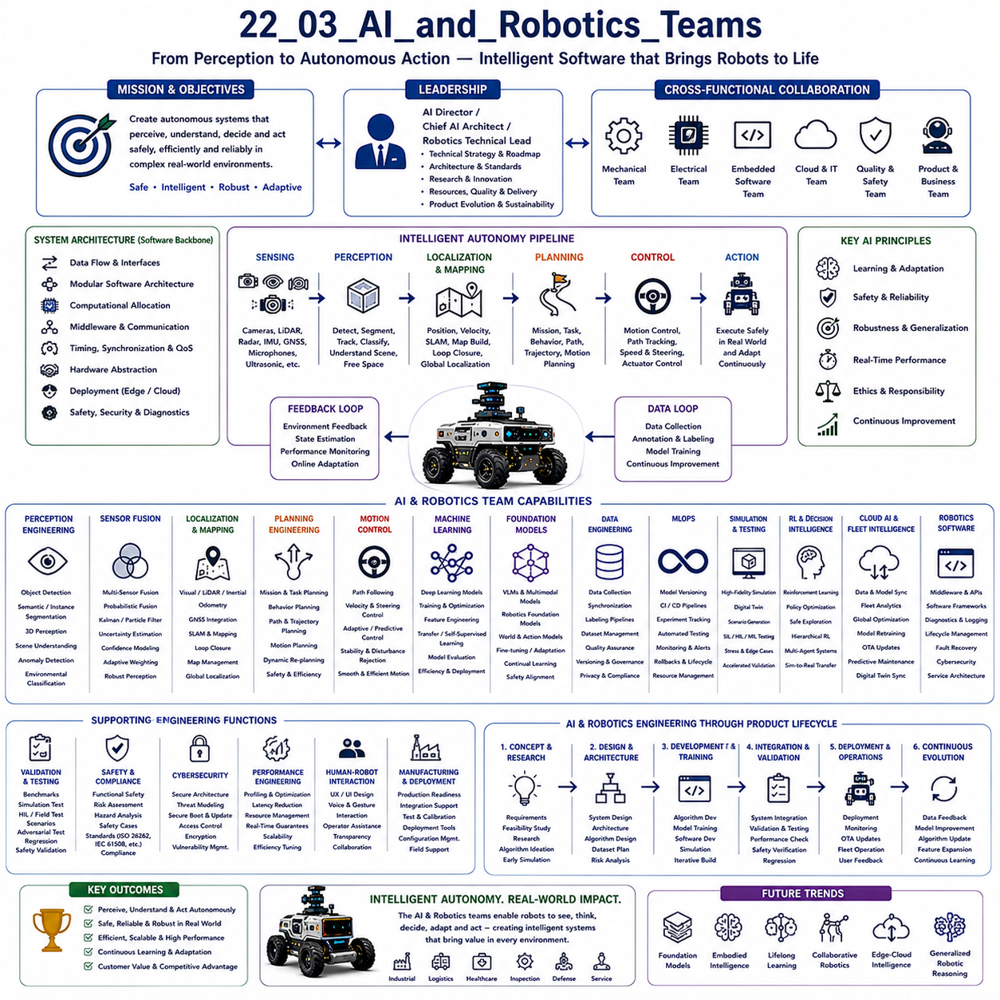 22_03_AI_and_Robotics_Teams
From Perception to Autonomous Action — Intelligent Software that Brings Robots to Life
MISSION & OBJECTIVES
Create autonomous systems that
perceive, understand, decide and act
safely, efficiently and reliably in
complex real-world environments.
Safe • Intelligent • Robust • Adaptive
LEADERSHIP
AI Director /
Chief AI Architect /
Robotics Technical Lead
• Technical Strategy & Roadmap
• Architecture & Standards
• Research & Innovation
• Resources, Quality & Delivery
• Product Evolution & Sustainability
CROSS-FUNCTIONAL COLLABORATION
Mechanical
Team
Electrical
Team
Embedded
Software
Team
Cloud & IT
Team
Quality &
Safety
Team
Product &
Business
Team
SYSTEM ARCHITECTURE (Software Backbone)
Data Flow & Interfaces
Modular Software Architecture
Computational Allocation
Middleware & Communication
Timing, Synchronization & QoS
Hardware Abstraction
Deployment (Edge / Cloud)
Safety, Security & Diagnostics
INTELLIGENT AUTONOMY PIPELINE
SENSING
Cameras, LiDAR,
Radar, IMU, GNSS,
Microphones,
Ultrasonic, etc.
PERCEPTION
Detect, Segment,
Track, Classify,
Understand Scene,
Free Space
LOCALIZATION
& MAPPING
Position, Velocity,
SLAM, Map Build,
Loop Closure,
Global Localization
PLANNING
Mission, Task,
Behavior, Path,
Trajectory, Motion
Planning
CONTROL
Motion Control,
Path Tracking,
Speed & Steering,
Actuator Control
ACTION
Execute Safely
in Real World
and Adapt
Continuously
FEEDBACK LOOP
Environment Feedback
State Estimation
Performance Monitoring
Online Adaptation
DATA LOOP
Data Collection
Annotation & Labeling
Model Training
Continuous Improvement
KEY AI PRINCIPLES
Learning & Adaptation
Safety & Reliability
Robustness & Generalization
Real-Time Performance
Ethics & Responsibility
Continuous Improvement
AI & ROBOTICS TEAM CAPABILITIES
PERCEPTION
ENGINEERING
Object Detection
Semantic / Instance
Segmentation
3D Perception
Scene Understanding
Anomaly Detection
Environmental
Classification
SENSOR FUSION
Multi-Sensor Fusion
Probabilistic Fusion
Kalman / Particle Filter
Uncertainty Estimation
Confidence Modeling
Adaptive Weighting
Robust Perception
LOCALIZATION
& MAPPING
Visual / LiDAR / Inertial
Odometry
GNSS Integration
SLAM & Mapping
Loop Closure
Map Management
Global Localization
PLANNING
ENGINEERING
Mission & Task Planning
Behavior Planning
Path & Trajectory
Planning
Motion Planning
Dynamic Re-planning
Safety & Efficiency
MOTION
CONTROL
Path Following
Velocity & Steering
Control
Adaptive / Predictive
Control
Stability & Disturbance
Rejection
Smooth & Efficient Motion
MACHINE
LEARNING
Deep Learning Models
Training & Optimization
Feature Engineering
Transfer / Self-Supervised
Learning
Model Evaluation
Efficiency & Deployment
FOUNDATION
MODELS
VLMs & Multimodal
Models
Robotics Foundation
Models
World & Action Models
Fine-tuning / Adaptation
Continual Learning
Safety Alignment
DATA
ENGINEERING
Data Collection
Synchronization
Labeling Pipelines
Dataset Management
Quality Assurance
Versioning & Governance
Privacy & Compliance
MLOPS
Model Versioning
CI / CD Pipelines
Experiment Tracking
Automated Testing
Monitoring & Alerts
Rollbacks & Lifecycle
Resource Management
SIMULATION
& TESTING
High-Fidelity Simulation
Digital Twin
Scenario Generation
SIL / HIL / MIL Testing
Stress & Edge Cases
Accelerated Validation
RL & DECISION
INTELLIGENCE
Reinforcement Learning
Policy Optimization
Safe Exploration
Hierarchical RL
Multi-Agent Systems
Sim-to-Real Transfer
CLOUD AI &
FLEET INTELLIGENCE
Data & Model Sync
Fleet Analytics
Global Optimization
Model Retraining
OTA Updates
Predictive Maintenance
Digital Twin Sync
ROBOTICS
SOFTWARE
Middleware & APIs
Software Frameworks
Diagnostics & Logging
Lifecycle Management
Fault Recovery
Cybersecurity
Service Architecture
SUPPORTING ENGINEERING FUNCTIONS
VALIDATION
& TESTING
Benchmarks
Simulation Test
HIL / Field Test
Scenarios
Adversarial Test
Regression
Safety Validation
SAFETY &
COMPLIANCE
Functional Safety
Risk Assessment
Hazard Analysis
Safety Cases
Standards (ISO 26262,
IEC 61508, etc.)
Compliance
CYBERSECURITY
Secure Architecture
Threat Modeling
Secure Boot & Update
Access Control
Encryption
Vulnerability Mgmt.
PERFORMANCE
ENGINEERING
Profiling & Optimization
Latency Reduction
Resource Management
Real-Time Guarantees
Scalability
Efficiency Tuning
HUMAN-ROBOT
INTERACTION
UX / UI Design
Voice & Gesture
Interaction
Operator Assistance
Transparency
Collaboration
MANUFACTURING
& DEPLOYMENT
Production Readiness
Integration Support
Test & Calibration
Deployment Tools
Configuration Mgmt.
Field Support
AI & ROBOTICS ENGINEERING THROUGH PRODUCT LIFECYCLE
1. CONCEPT &
RESEARCH
Requirements
Feasibility Study
Research
Algorithm Ideation
Early Simulation
2. DESIGN &
ARCHITECTURE
System Design
Architecture
Algorithm Design
Dataset Plan
Risk Analysis
3. DEVELOPMENT &
TRAINING
Algorithm Dev
Model Training
Software Dev
Simulation
Iterative Build
4. INTEGRATION &
VALIDATION
System Integration
Validation & Testing
Performance Check
Safety Verification
Regression
5. DEPLOYMENT &
OPERATIONS
Deployment
Monitoring
OTA Updates
Fleet Operation
User Feedback
6. CONTINUOUS
EVOLUTION
Data Feedback
Model Improvement
Algorithm Update
Feature Expansion
Continuous Learning
KEY OUTCOMES
Perceive, Understand & Act Autonomously
Safe, Reliable & Robust in Real World
Efficient, Scalable & High Performance
Continuous Learning & Adaptation
Customer Value & Competitive Advantage
INTELLIGENT AUTONOMY. REAL-WORLD IMPACT.
The AI & Robotics teams enable robots to see, think,
decide, adapt and act – creating intelligent systems
that bring value in every environment.
Industrial
Logistics
Healthcare
Inspection
Defense
Service
FUTURE TRENDS
Foundation
Models
Embodied
Intelligence
Lifelong
Learning
Collaborative
Robotics
Edge-Cloud
Intelligence
Generalized
Robotic
Reasoning